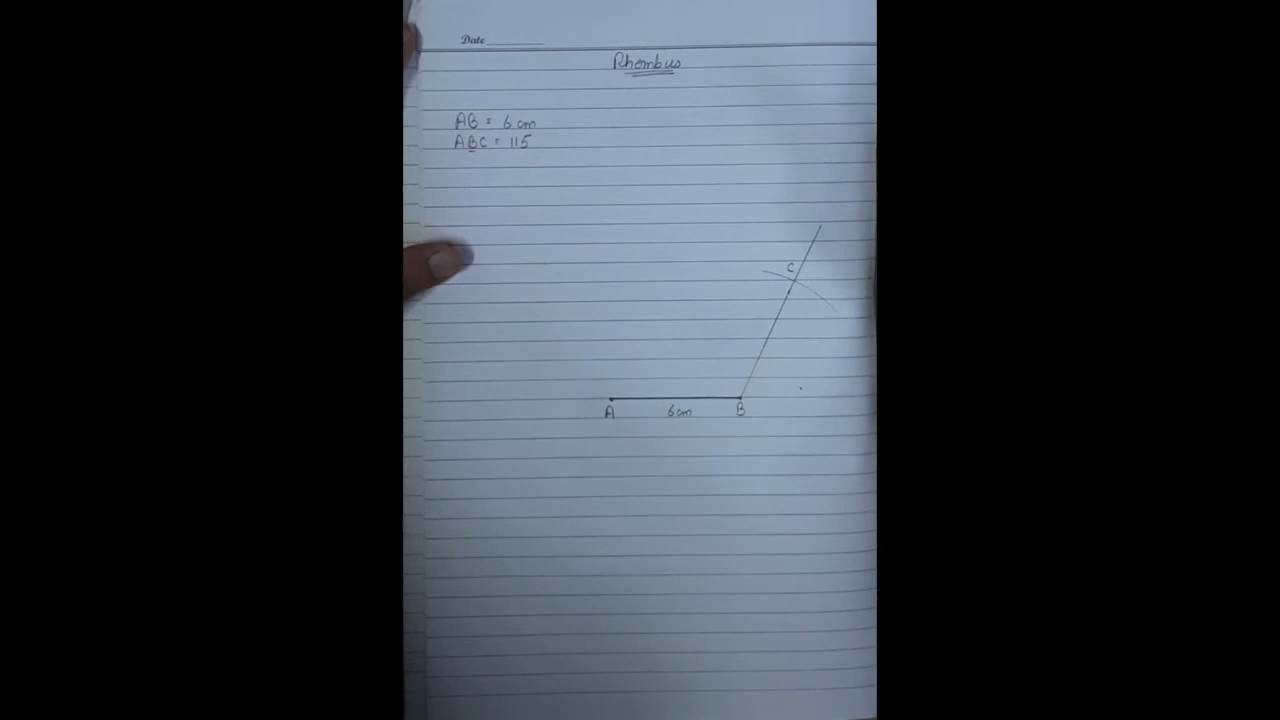 Date
Rhombus
AB = 6 cm
ABC = 115
C
A 6cm B